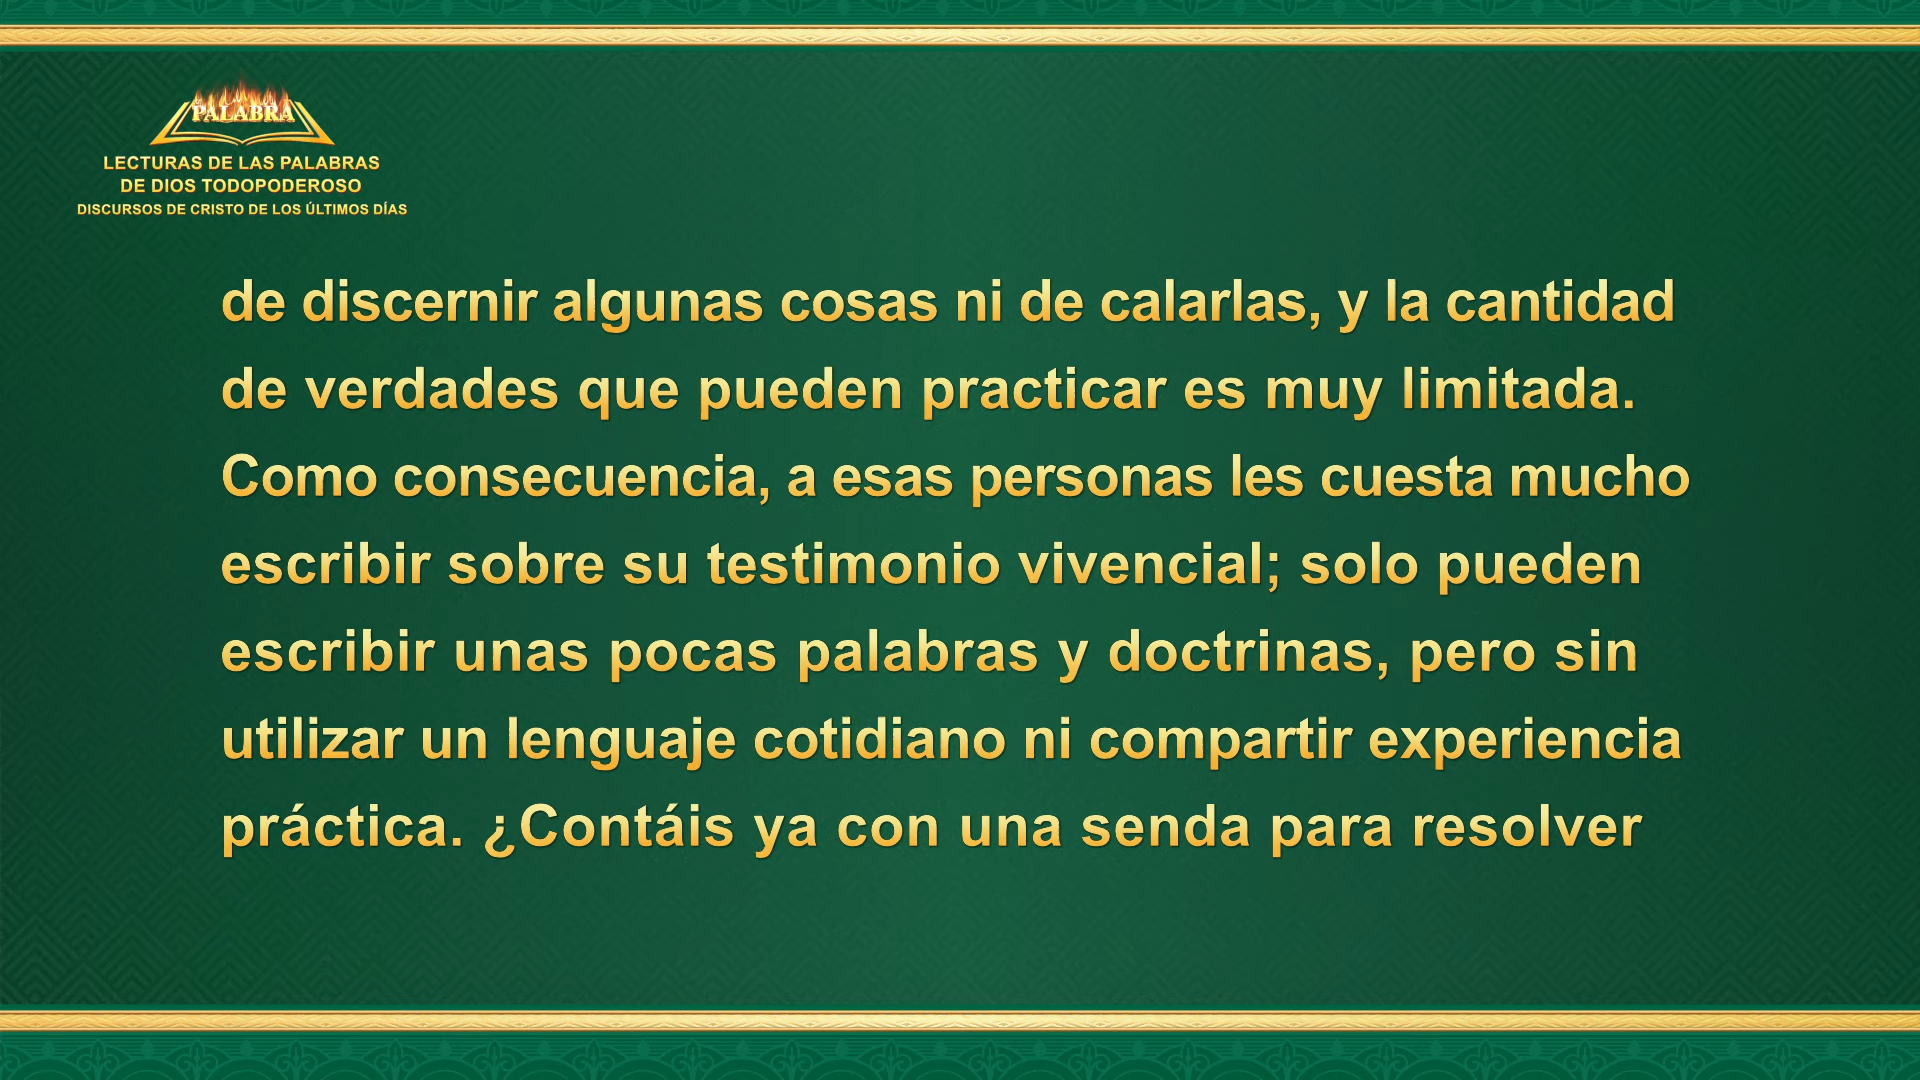 PALABRA
LECTURAS DE LAS PALABRAS
DE DIOS TODOPODEROSO
DISCURSOS DE CRISTO DE LOS ÚLTIMOS DÍAS
de discernir algunas cosas ni de calarlas, y la cantidad
de verdades que pueden practicar es muy limitada.
Como consecuencia, a esas personas les cuesta mucho
escribir sobre su testimonio vivencial; solo pueden
escribir unas pocas palabras y doctrinas, pero sin
utilizar un lenguaje cotidiano ni compartir experiencia
práctica. ¿Contáis ya con una senda para resolver